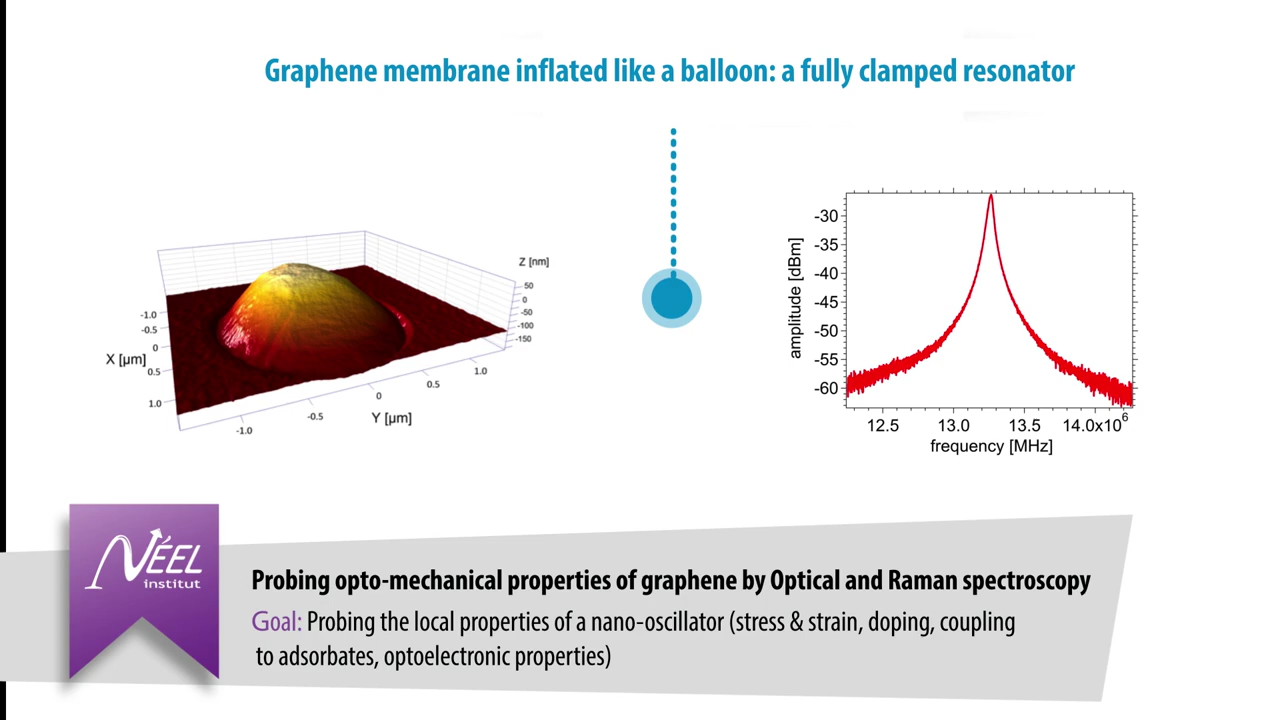 Graphene membrane inflated like a balloon: a fully clamped resonator
Z [nm]
50
0
-50
-100
-150
-1.0
-0.5
0
0.5
1.0
X [µm]
-1.0
-0.5
0
0.5
1.0
Y [µm]
amplitude [dBm]
-30
-35
-40
-45
-50
-55
-60
12.5 13.0 13.5 14.0x10⁶
frequency [MHz]
NÉEL
institut
Probing opto-mechanical properties of graphene by Optical and Raman spectroscopy
Goal: Probing the local properties of a nano-oscillator (stress & strain, doping, coupling
to adsorbates, optoelectronic properties)